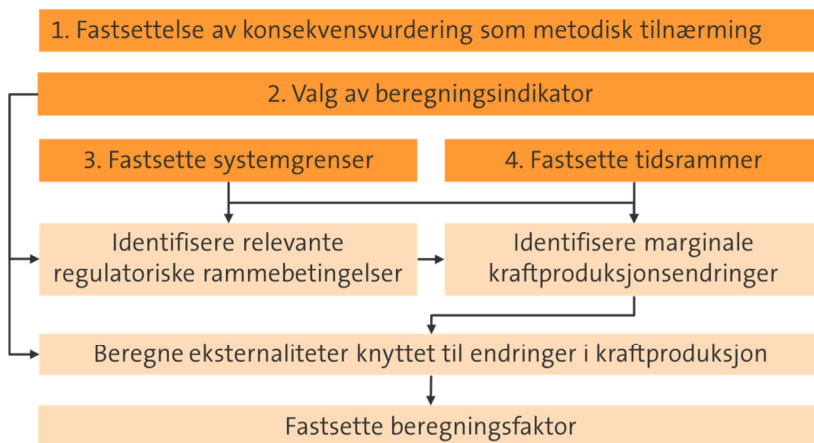 1. Fastsettelse av konsekvensvurdering som metodisk tilnærming
2. Valg av beregningsindikator
3. Fastsette systemgrenser
4. Fastsette tidsrammer
Identifisere relevante
regulatoriske rammebetingelser
Identifisere marginale
kraftproduksjonsendringer
Beregne eksternaliteter knyttet til endringer i kraftproduksjon
Fastsette beregningsfaktor